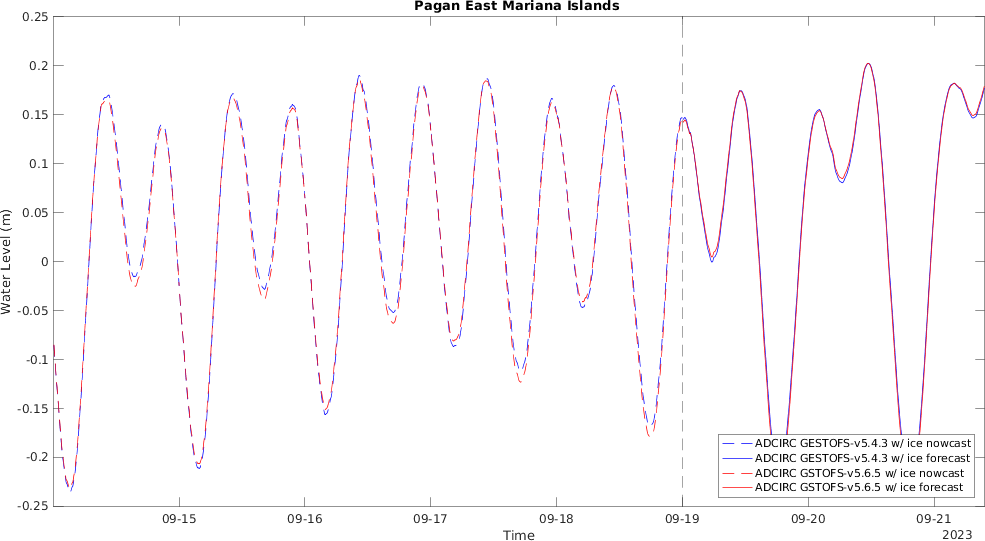 Pagan East Mariana Islands
0.25
0.2
0.15
0.1
0.05
0
-0.05
-0.1
-0.15
-0.2
-0.25
Water Level (m)
ADCIRC GESTOFS-v5.4.3 w/ ice nowcast
ADCIRC GESTOFS-v5.4.3 w/ ice forecast
ADCIRC GSTOFS-v5.6.5 w/ ice nowcast
ADCIRC GSTOFS-v5.6.5 w/ ice forecast
09-15 09-16 09-17 09-18 09-19 09-20 09-21
Time
2023